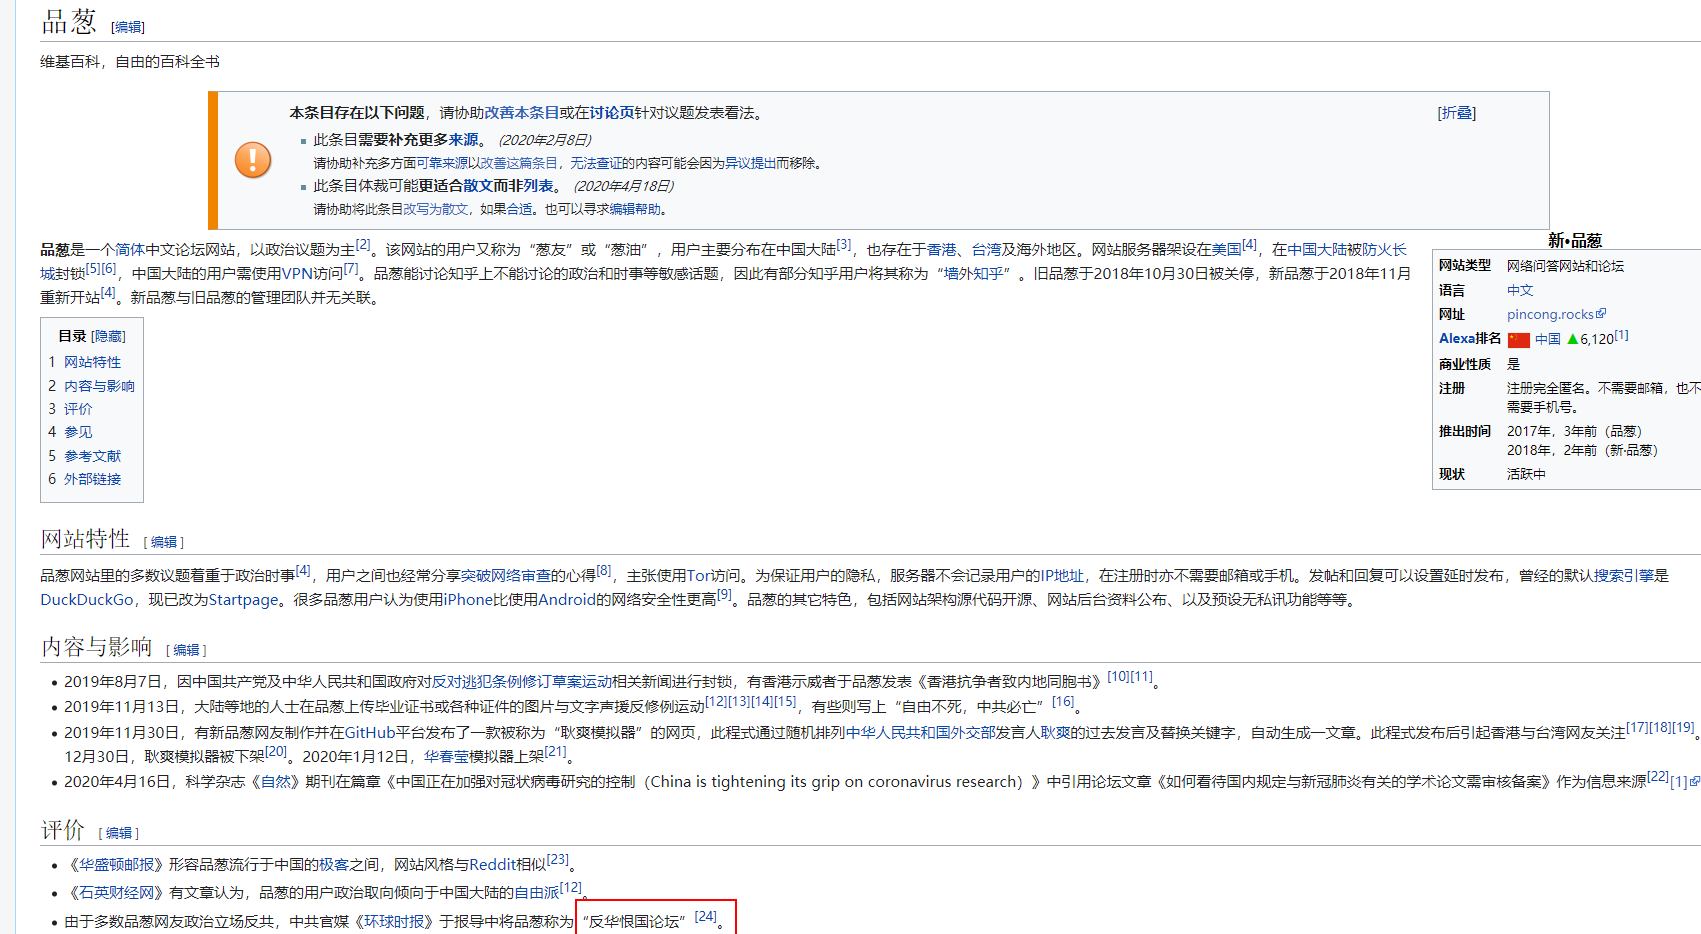 品葱 [编辑]
维基百科，自由的百科全书
本条目存在以下问题，请协助改善本条目或在讨论页针对议题发表看法。 [折叠]
此条目需要补充更多来源。 (2020年2月8日)
请协助补充多方面可靠来源以改善这篇条目，无法查证的内容可能会因为异议提出而移除。
此条目体裁可能更适合散文而非列表。 (2020年4月18日)
请协助将此条目改写为散文，如果合适。也可以寻求编辑帮助。
品葱是一个简体中文论坛网站，以政治议题为主[2]。该网站的用户又称为“葱友”或“葱油”，用户主要分布在中国大陆[3]，也存在于香港、台湾及海外地区。网站服务器架设在美国[4]，在中国大陆被防火长
城封锁[5][6]，中国大陆的用户需使用VPN访问[7]。品葱能讨论知乎上不能讨论的政治和时事等敏感话题，因此有部分知乎用户将其称为“墙外知乎”。旧品葱于2018年10月30日被关停，新品葱于2018年11月
重新开站[4]。新品葱与旧品葱的管理团队并无关联。
新·品葱
网站类型 网络问答网站和论坛
语言 中文
网址 pincong.rocks
Alexa排名 中国 ▲6,120[1]
商业性质 是
注册 注册完全匿名。不需要邮箱，也不
需要手机号。
推出时间 2017年，3年前（品葱）
2018年，2年前（新·品葱）
现状 活跃中
目录 [隐藏]
1 网站特性
2 内容与影响
3 评价
4 参见
5 参考文献
6 外部链接
网站特性 [ 编辑 ]
品葱网站里的多数议题着重于政治时事[4]，用户之间也经常分享突破网络审查的心得[8]，主张使用Tor访问。为保证用户的隐私，服务器不会记录用户的IP地址，在注册时亦不需要邮箱或手机。发帖和回复可以设置延时发布，曾经的默认搜索引擎是
DuckDuckGo，现已改为Startpage。很多品葱用户认为使用iPhone比使用Android的网络安全性更高[9]。品葱的其它特色，包括网站架构源代码开源、网站后台资料公布、以及预设无私讯功能等等。
内容与影响 [ 编辑 ]
2019年8月7日，因中国共产党及中华人民共和国政府对反对逃犯条例修订草案运动相关新闻进行封锁，有香港示威者于品葱发表《香港抗争者致内地同胞书》[10][11]。
2019年11月13日，大陆等地的人士在品葱上传毕业证书或各种证件的图片与文字声援反修例运动[12][13][14][15]，有些则写上“自由不死，中共必亡”[16]。
2019年11月30日，有新品葱网友制作并在GitHub平台发布了一款被称为“耿爽模拟器”的网页，此程式通过随机排列中华人民共和国外交部发言人耿爽的过去发言及替换关键字，自动生成一文章。此程式发布后引起香港与台湾网友关注[17][18][19]。
12月30日，耿爽模拟器被下架[20]。2020年1月12日，华春莹模拟器上架[21]。
2020年4月16日，科学杂志《自然》期刊在篇章《中国正在加强对冠状病毒研究的控制（China is tightening its grip on coronavirus research）》中引用论坛文章《如何看待国内规定与新冠肺炎有关的学术论文需审核备案》作为信息来源[22][1]
评价 [ 编辑 ]
《华盛顿邮报》形容品葱流行于中国的极客之间，网站风格与Reddit相似[23]。
《石英财经网》有文章认为，品葱的用户政治取向倾向于中国大陆的自由派[12]。
由于多数品葱网友政治立场反共，中共官媒《环球时报》于报导中将品葱称为“反华恨国论坛”[24]。